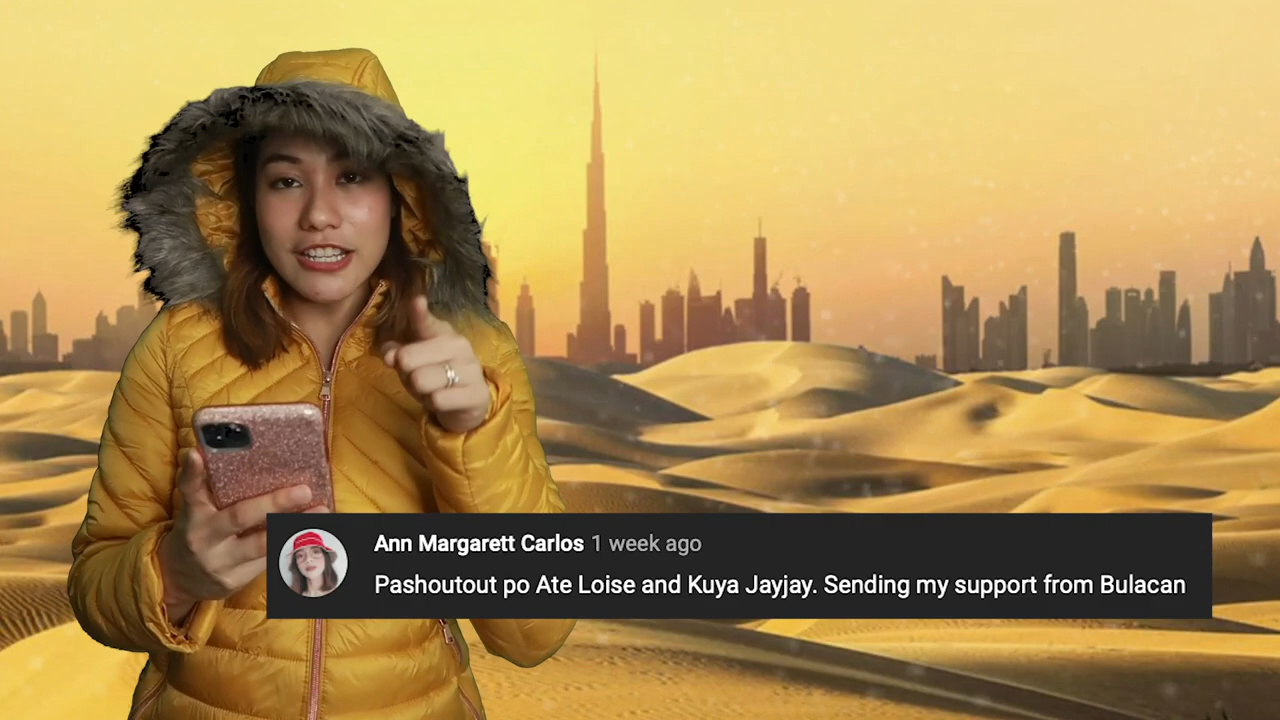 Ann Margarett Carlos 1 week ago
Pashoutout po Ate Loise and Kuya Jayjay. Sending my support from Bulacan